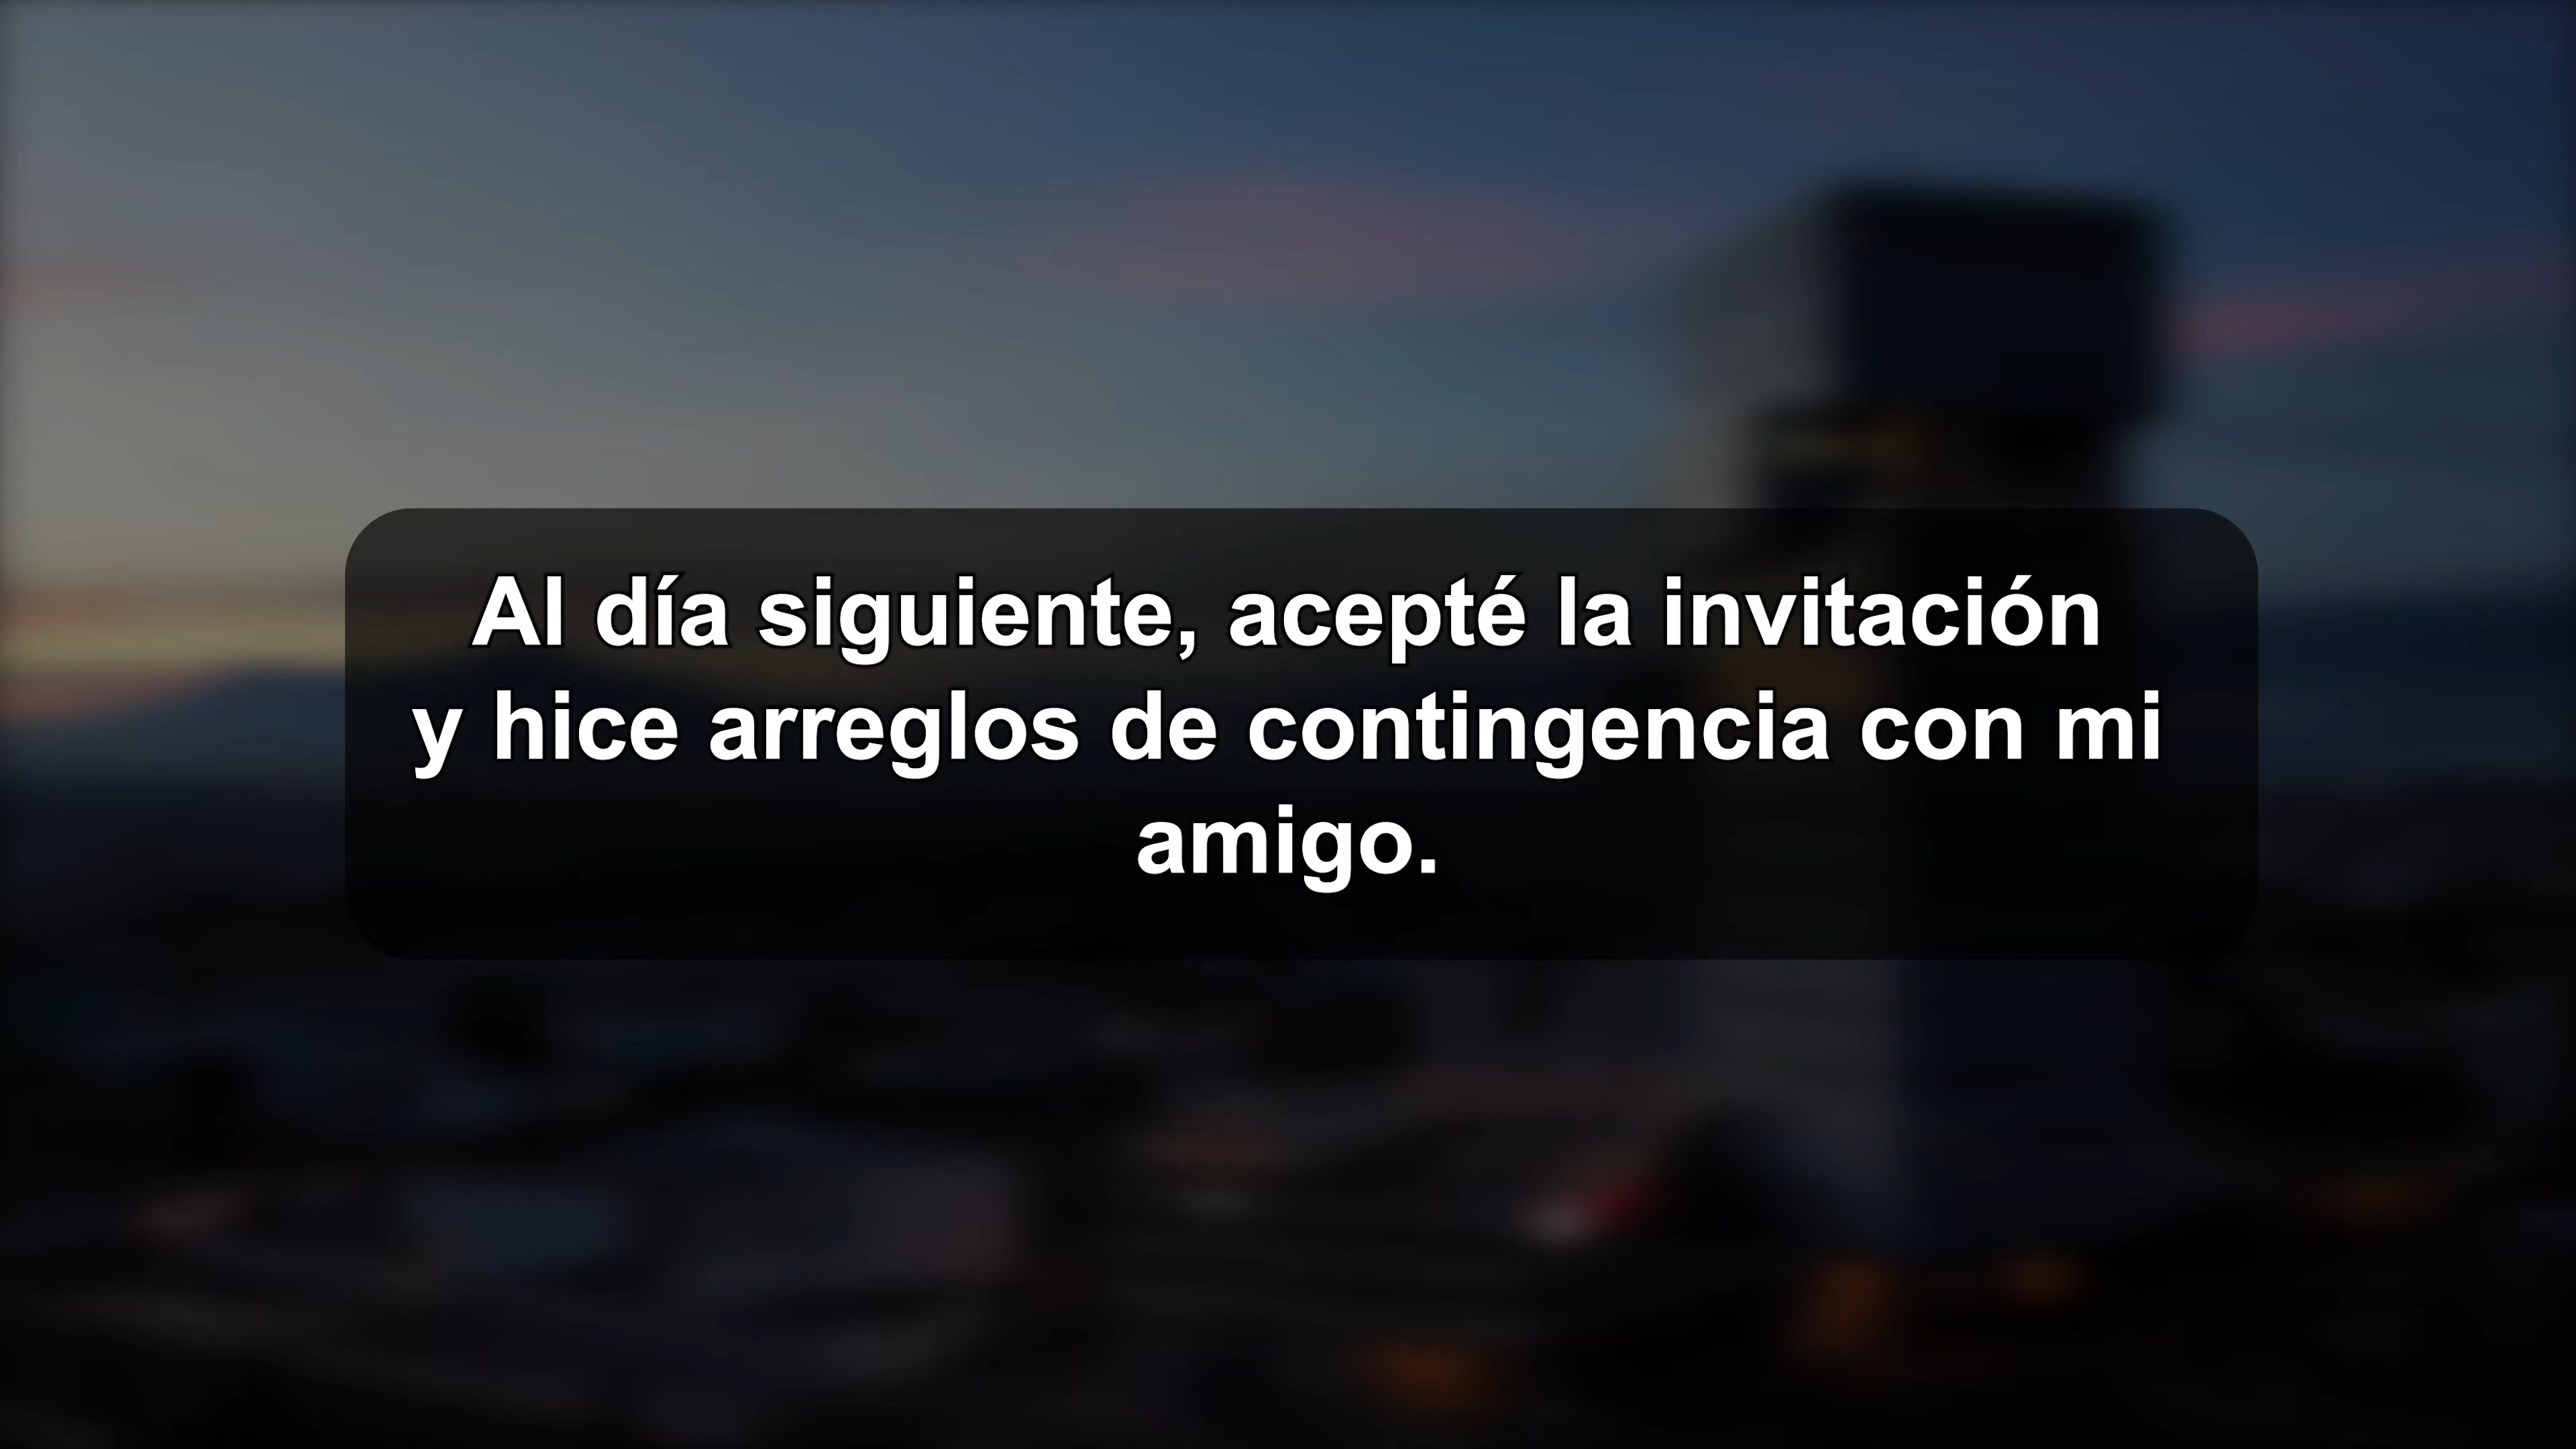 Al día siguiente, acepté la invitación
y hice arreglos de contingencia con mi
amigo.